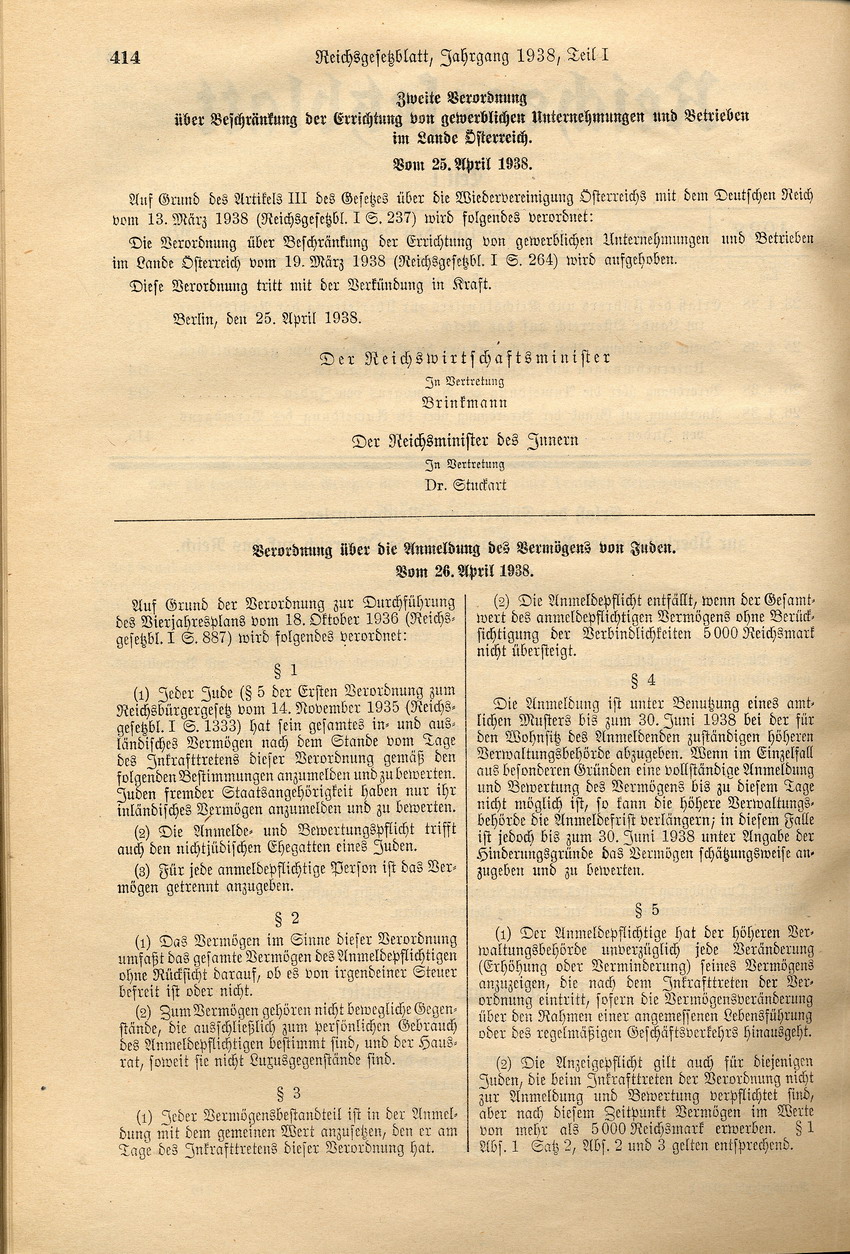 414
Reichsgesetzblatt, Jahrgang 1938, Teil I
Zweite Verordnung
über Beschränkung der Errichtung von gewerblichen Unternehmungen und Betrieben
im Lande Österreich.
Vom 25. April 1938.
Auf Grund des Artikels III des Gesetzes über die Wiedervereinigung Österreichs mit dem Deutschen Reich
vom 13. März 1938 (Reichsgesetzbl. I S. 237) wird folgendes verordnet:
Die Verordnung über Beschränkung der Errichtung von gewerblichen Unternehmungen und Betrieben
im Lande Österreich vom 19. März 1938 (Reichsgesetzbl. I S. 264) wird aufgehoben.
Diese Verordnung tritt mit der Verkündung in Kraft.
Berlin, den 25. April 1938.
Der Reichswirtschaftsminister
In Vertretung
Brinkmann
Der Reichsminister des Innern
In Vertretung
Dr. Stuckart
Verordnung über die Anmeldung des Vermögens von Juden.
Vom 26. April 1938.
Auf Grund der Verordnung zur Durchführung
des Vierjahresplans vom 18. Oktober 1936 (Reichs-
gesetzbl. I S. 887) wird folgendes verordnet:
§ 1
(1) Jeder Jude (§ 5 der Ersten Verordnung zum
Reichsbürgergesetz vom 14. November 1935 (Reichs-
gesetzbl. I S. 1333) hat sein gesamtes in- und aus-
ländisches Vermögen nach dem Stande vom Tage
des Inkrafttretens dieser Verordnung gemäß den
folgenden Bestimmungen anzumelden und zu bewerten.
Juden fremder Staatsangehörigkeit haben nur ihr
inländisches Vermögen anzumelden und zu bewerten.
(2) Die Anmelde- und Bewertungspflicht trifft
auch den nichtjüdischen Ehegatten eines Juden.
(3) Für jede anmeldepflichtige Person ist das Ver-
mögen getrennt anzugeben.
§ 2
(1) Das Vermögen im Sinne dieser Verordnung
umfaßt das gesamte Vermögen des Anmeldepflichtigen
ohne Rücksicht darauf, ob es von irgendeiner Steuer
befreit ist oder nicht.
(2) Zum Vermögen gehören nicht bewegliche Gegen-
stände, die ausschließlich zum persönlichen Gebrauch
des Anmeldepflichtigen bestimmt sind, und der Haus-
rat, soweit sie nicht Luxusgegenstände sind.
§ 3
(1) Jeder Vermögensbestandteil ist in der Anmel-
dung mit dem gemeinen Wert anzusetzen, den er am
Tage des Inkrafttretens dieser Verordnung hat.
(2) Die Anmeldepflicht entfällt, wenn der Gesamt-
wert des anmeldepflichtigen Vermögens ohne Berück-
sichtigung der Verbindlichkeiten 5 000 Reichsmark
nicht übersteigt.
§ 4
Die Anmeldung ist unter Benutzung eines amt-
lichen Musters bis zum 30. Juni 1938 bei der für
den Wohnsitz des Anmeldenden zuständigen höheren
Verwaltungsbehörde abzugeben. Wenn im Einzelfall
aus besonderen Gründen eine vollständige Anmeldung
und Bewertung des Vermögens bis zu diesem Tage
nicht möglich ist, so kann die höhere Verwaltungs-
behörde die Anmeldefrist verlängern; in diesem Falle
ist jedoch bis zum 30. Juni 1938 unter Angabe der
Hinderungsgründe das Vermögen schätzungsweise an-
zugeben und zu bewerten.
§ 5
(1) Der Anmeldepflichtige hat der höheren Ver-
waltungsbehörde unverzüglich jede Veränderung
(Erhöhung oder Verminderung) seines Vermögens
anzuzeigen, die nach dem Inkrafttreten der Ver-
ordnung eintritt, sofern die Vermögensveränderung
über den Rahmen einer angemessenen Lebensführung
oder des regelmäßigen Geschäftsverkehrs hinausgeht.
(2) Die Anzeigepflicht gilt auch für diejenigen
Juden, die beim Inkrafttreten der Verordnung nicht
zur Anmeldung und Bewertung verpflichtet sind,
aber nach diesem Zeitpunkt Vermögen im Werte
von mehr als 5 000 Reichsmark erwerben. § 1
Abs. 1 Satz 2, Abs. 2 und 3 gelten entsprechend.